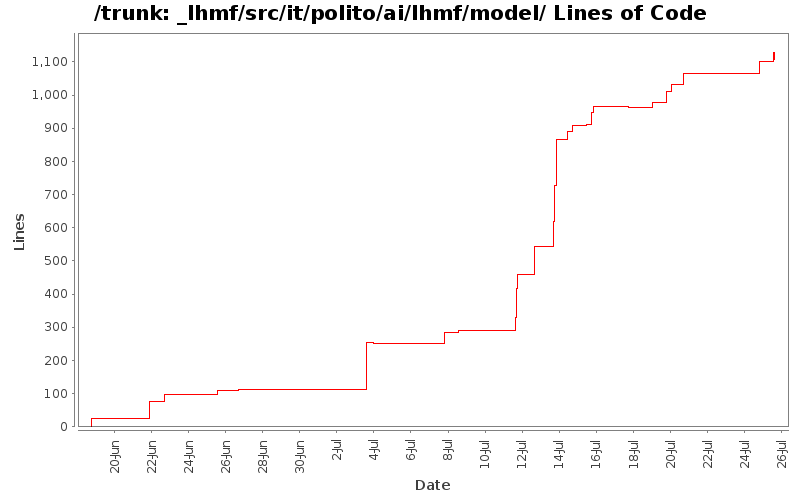 /trunk: _lhmf/src/it/polito/ai/lhmf/model/ Lines of Code
1,100
1,000
900
800
700
600
500
400
300
200
100
0
Lines
20-Jun
22-Jun
24-Jun
26-Jun
28-Jun
30-Jun
2-Jul
4-Jul
6-Jul
8-Jul
10-Jul
12-Jul
14-Jul
16-Jul
18-Jul
20-Jul
22-Jul
24-Jul
26-Jul
Date